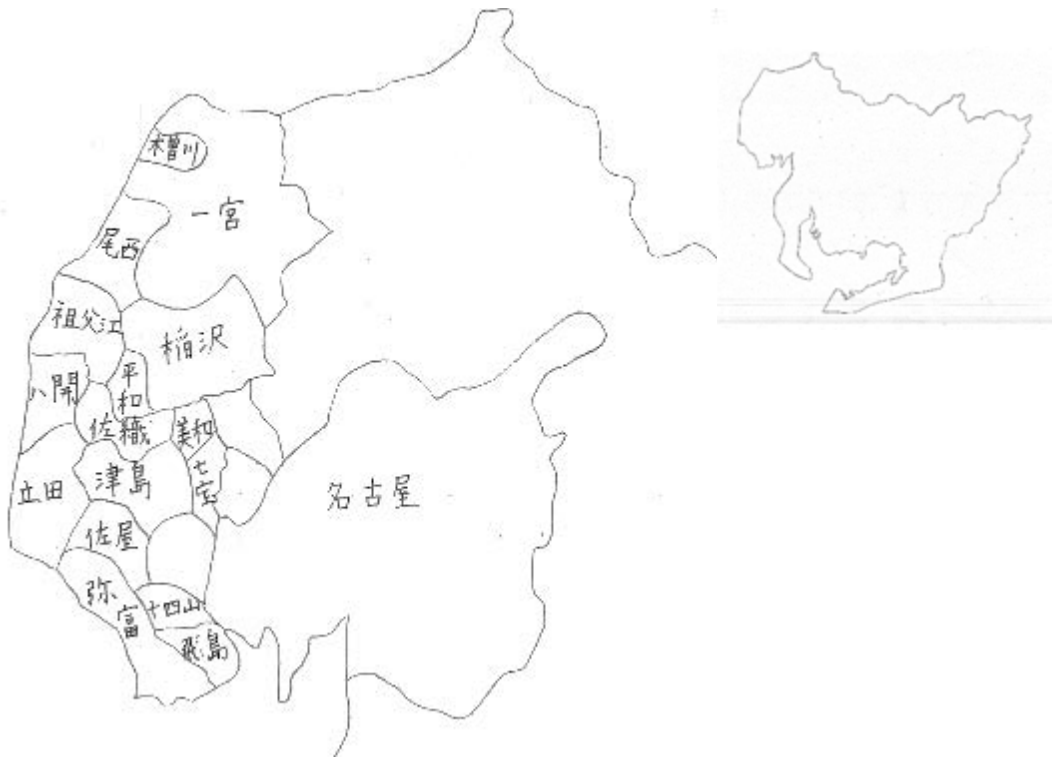 木曽川
一宮
尾西
祖父江
稲沢
八開
平和
佐織
美和
立田
津島
七宝
名古屋
佐屋
弥富
十四山
飛島